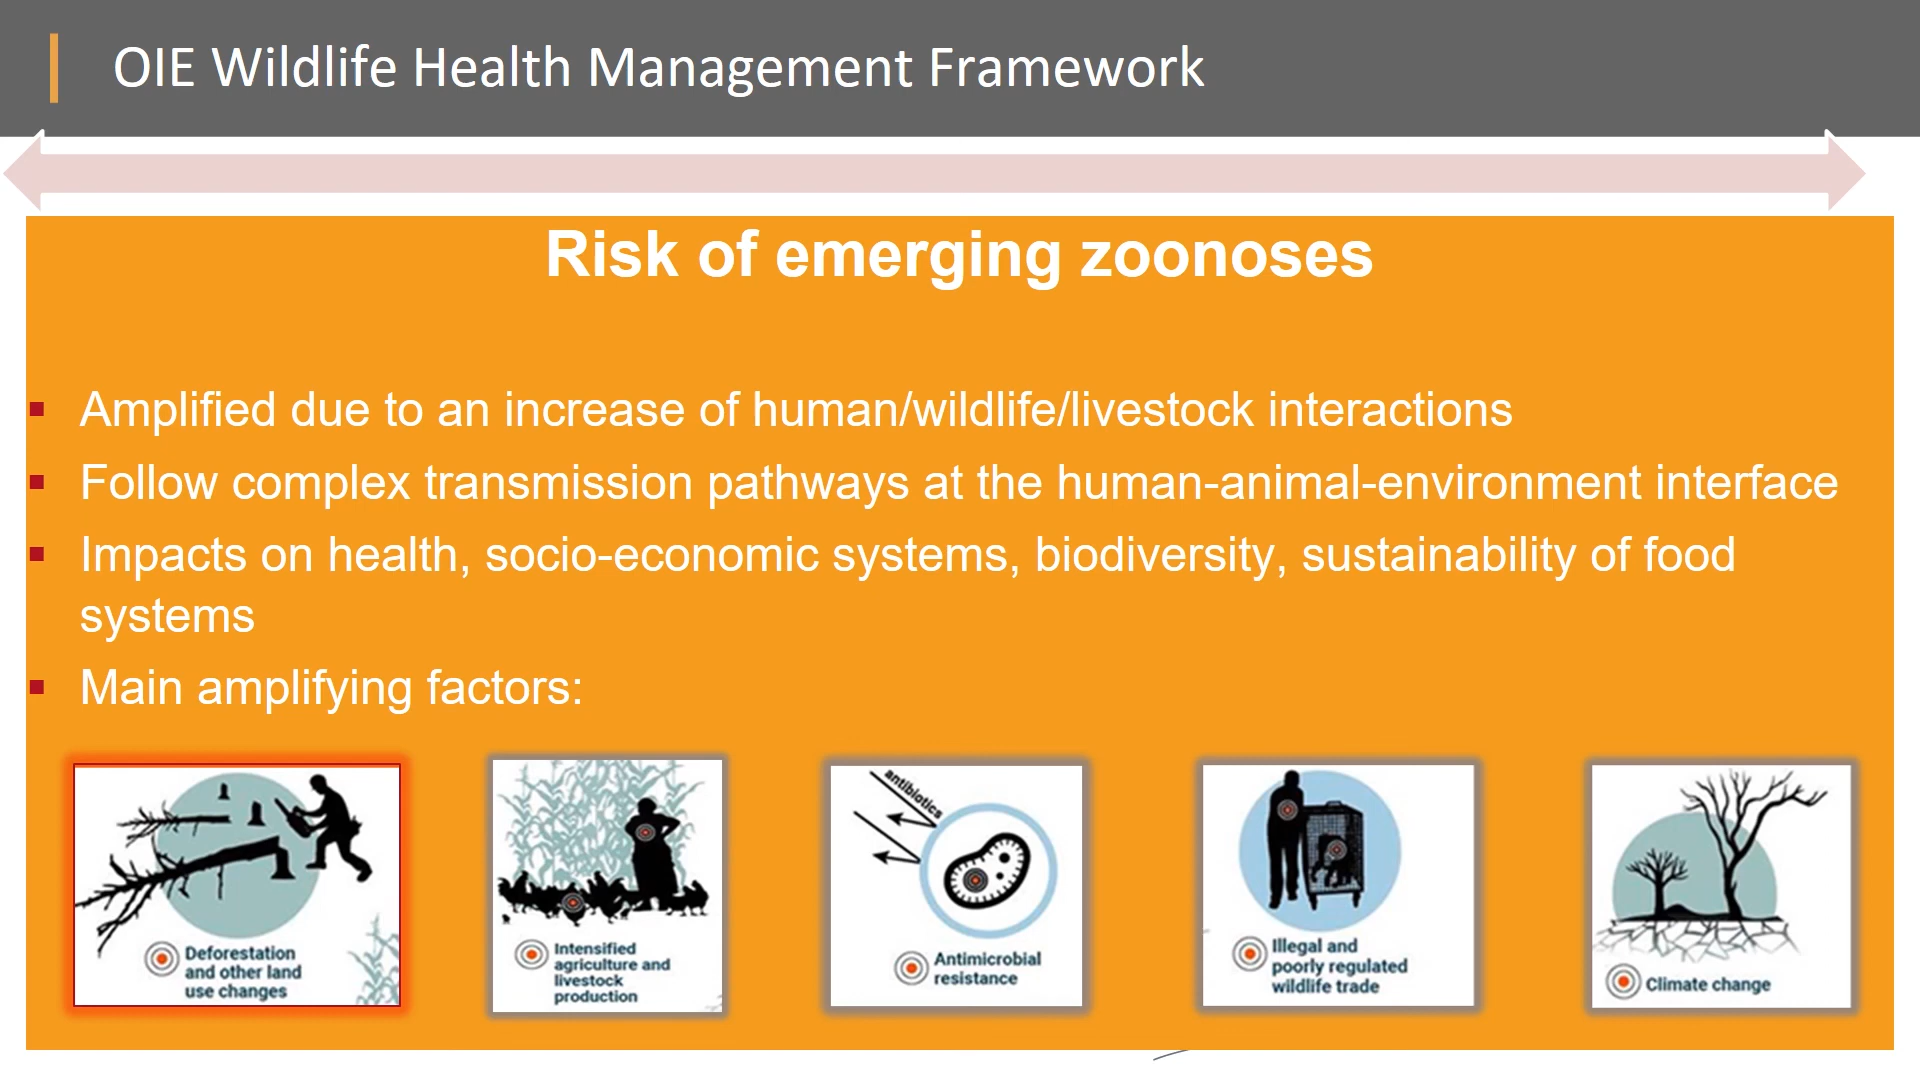 OIE Wildlife Health Management Framework
Risk of emerging zoonoses
Amplified due to an increase of human/wildlife/livestock interactions
Follow complex transmission pathways at the human-animal-environment interface
Impacts on health, socio-economic systems, biodiversity, sustainability of food
systems
Main amplifying factors:
Deforestation
and other land
use changes
Intensified
agriculture and
livestock
production
antibiotics
Antimicrobial
resistance
Illegal and
poorly regulated
wildlife trade
Climate change